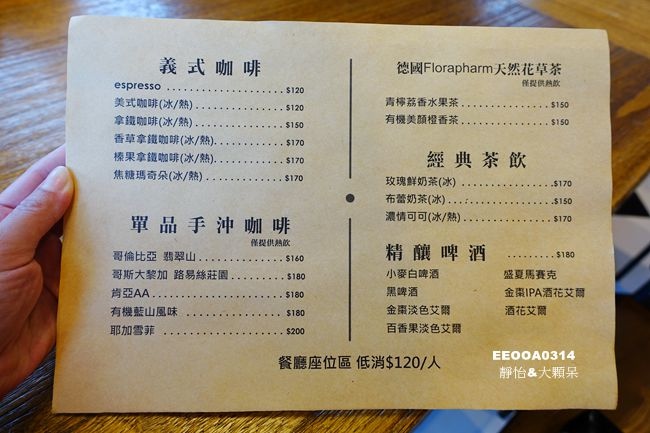 義式咖啡
espresso ........................ $120
美式咖啡(冰/熱) ................... $120
拿鐵咖啡(冰/熱) ................... $150
香草拿鐵咖啡(冰/熱) ............... $170
榛果拿鐵咖啡(冰/熱) ............... $170
焦糖瑪奇朵(冰/熱) ................. $170
單品手沖咖啡
僅提供熱飲
哥倫比亞 翡翠山 .................. $160
哥斯大黎加 路易絲莊園 ............ $180
肯亞AA .......................... $180
有機藍山風味 .................... $180
耶加雪菲 ........................ $200
德國Florapharm天然花草茶
僅提供熱飲
青檸荔香水果茶 .................. $150
有機美顏橙香茶 .................. $150
經典茶飲
玫瑰鮮奶茶(冰) .................. $170
布蕾奶茶(冰) .................... $150
濃情可可(冰/熱) ................. $170
精釀啤酒 ........... $180
小麥白啤酒 盛夏馬賽克
黑啤酒 金棗IPA酒花艾爾
金棗淡色艾爾 酒花艾爾
百香果淡色艾爾
餐廳座位區 低消$120/人
EEOOA0314
靜怡&大顆呆